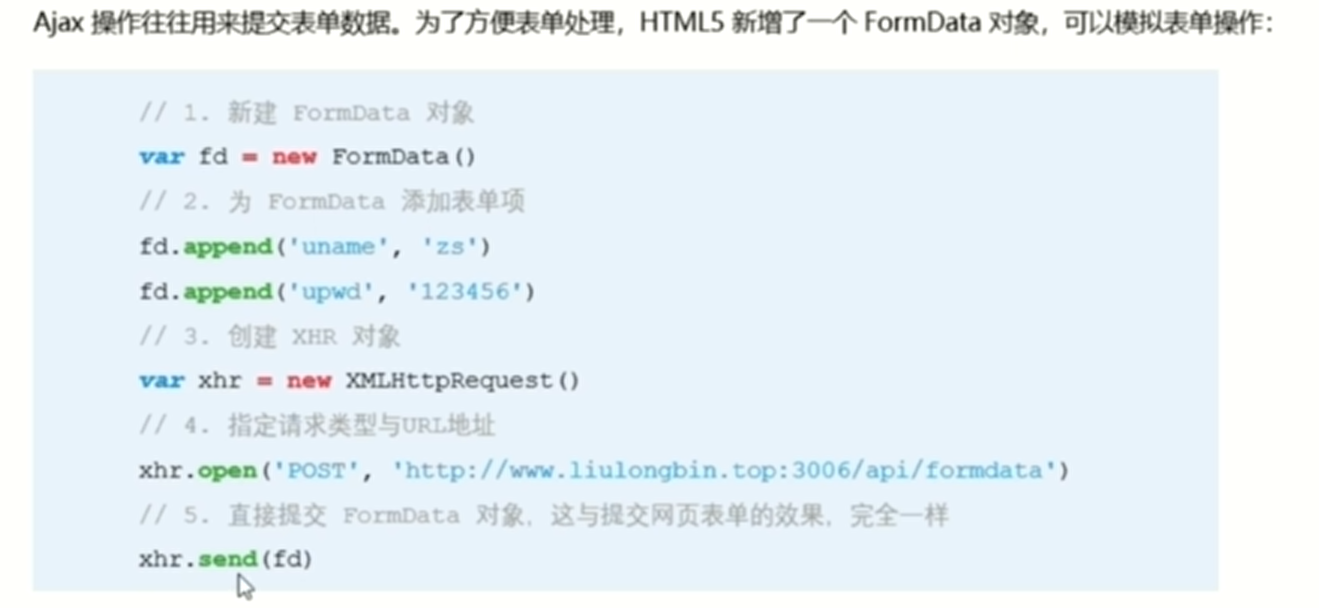 Ajax 操作往往用来提交表单数据。为了方便表单处理，HTML5 新增了一个 FormData 对象，可以模拟表单操作：
// 1. 新建 FormData 对象
var fd = new FormData()
// 2. 为 FormData 添加表单项
fd.append('uname', 'zs')
fd.append('upwd', '123456')
// 3. 创建 XHR 对象
var xhr = new XMLHttpRequest()
// 4. 指定请求类型与URL地址
xhr.open('POST', 'http://www.liulongbin.top:3006/api/formdata')
// 5. 直接提交 FormData 对象，这与提交网页表单的效果，完全一样
xhr.send(fd)